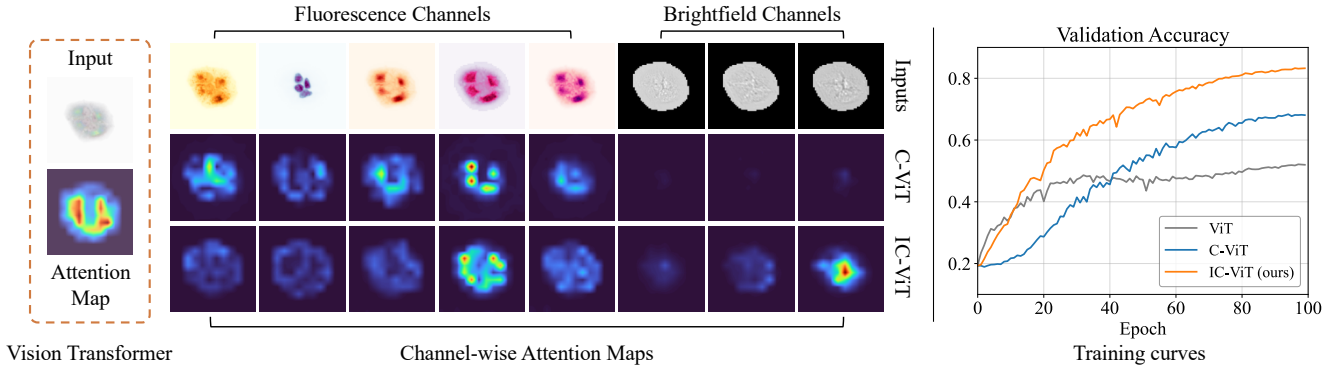 Fluorescence Channels
Brightfield Channels
Input
Attention
Map
Vision Transformer
Inputs
C-ViT
IC-ViT
Channel-wise Attention Maps
Validation Accuracy
0.8
0.6
0.4
0.2
ViT
C-ViT
IC-ViT (ours)
0 20 40 60 80 100
Epoch
Training curves